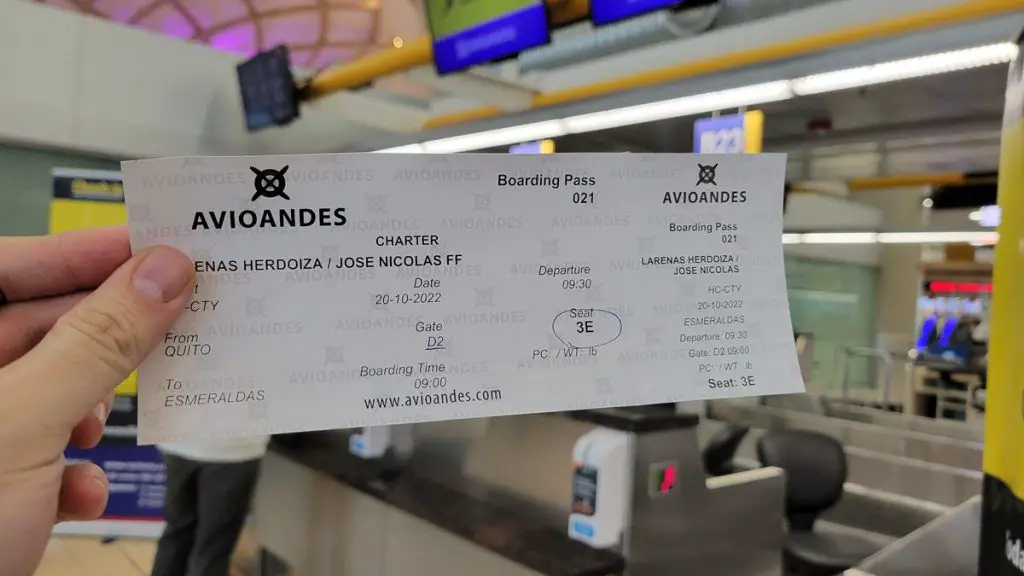 AVIOANDES
Boarding Pass
021
CHARTER
ARENAS HERDOIZA / JOSE NICOLAS FF
Date
20-10-2022
Departure
09:30
-CTY
From
QUITO
Gate
D2
Seat
3E
To
ESMERALDAS
Boarding Time
09:00
PC: / WT: lb
www.avioandes.com
AVIOANDES
Boarding Pass
021
LARENAS HERDOIZA /
JOSE NICOLAS
HC-CTY
20-10-2022
ESMERALDAS
Departure: 09:30
Gate: D2 09:00
PC: / WT: lb
Seat: 3E